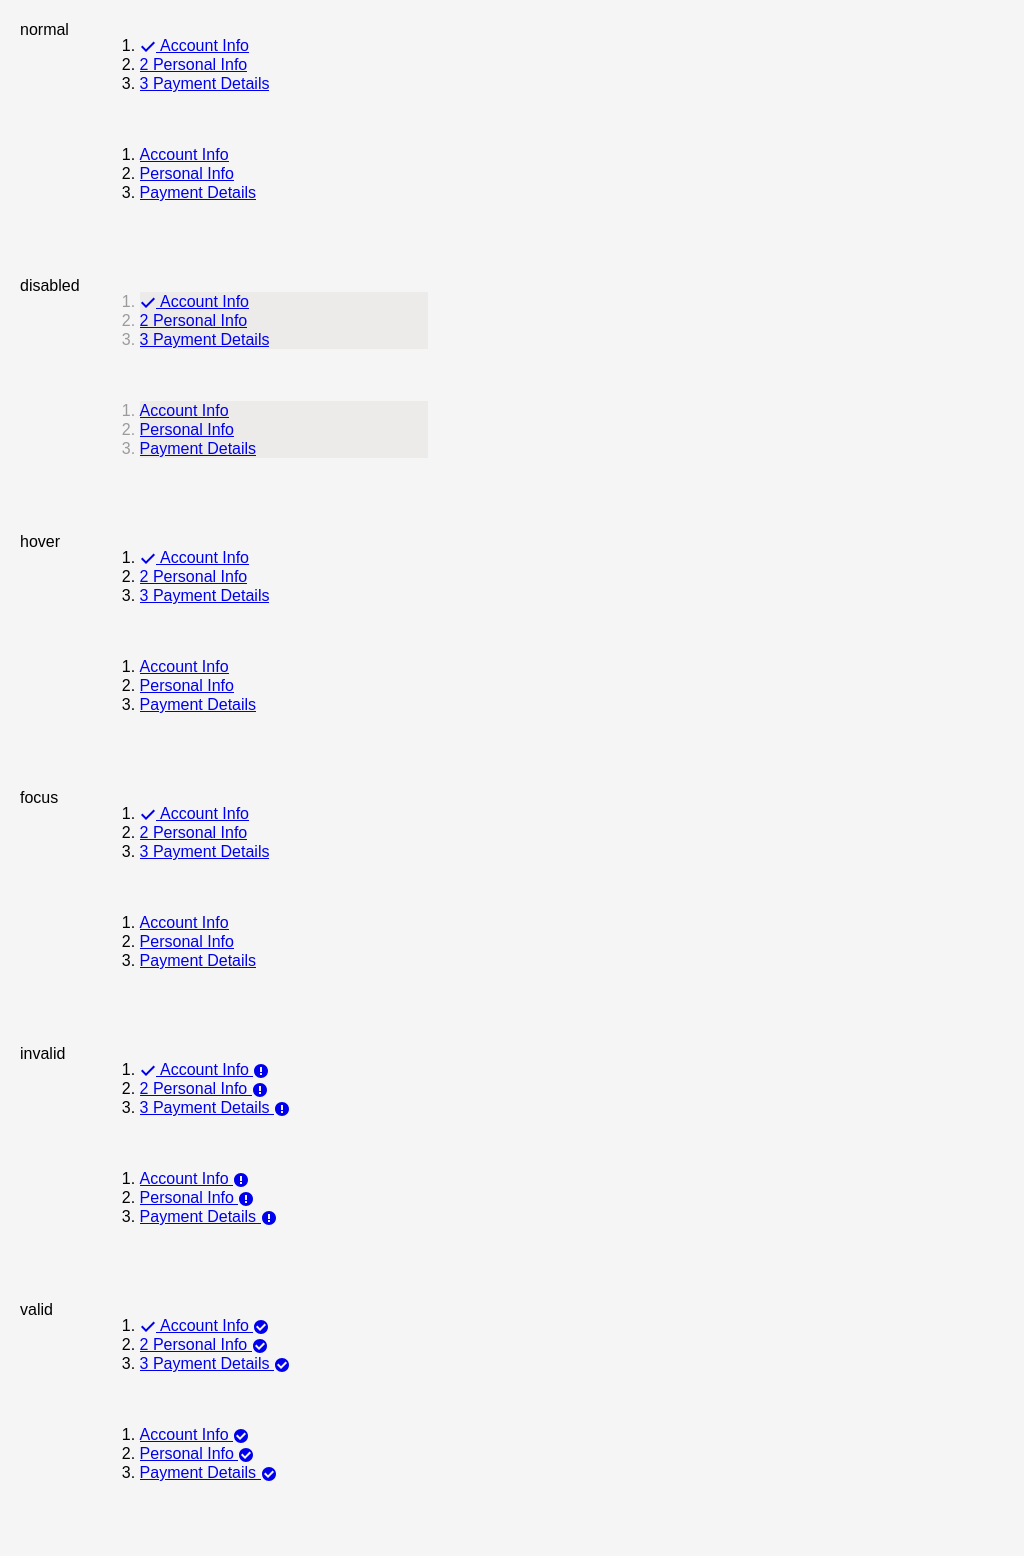 normal
1. Account Info
2. 2 Personal Info
3. 3 Payment Details
1. Account Info
2. Personal Info
3. Payment Details
disabled
1. Account Info
2. 2 Personal Info
3. 3 Payment Details
1. Account Info
2. Personal Info
3. Payment Details
hover
1. Account Info
2. 2 Personal Info
3. 3 Payment Details
1. Account Info
2. Personal Info
3. Payment Details
focus
1. Account Info
2. 2 Personal Info
3. 3 Payment Details
1. Account Info
2. Personal Info
3. Payment Details
invalid
1. Account Info
2. 2 Personal Info
3. 3 Payment Details
1. Account Info
2. Personal Info
3. Payment Details
valid
1. Account Info
2. 2 Personal Info
3. 3 Payment Details
1. Account Info
2. Personal Info
3. Payment Details